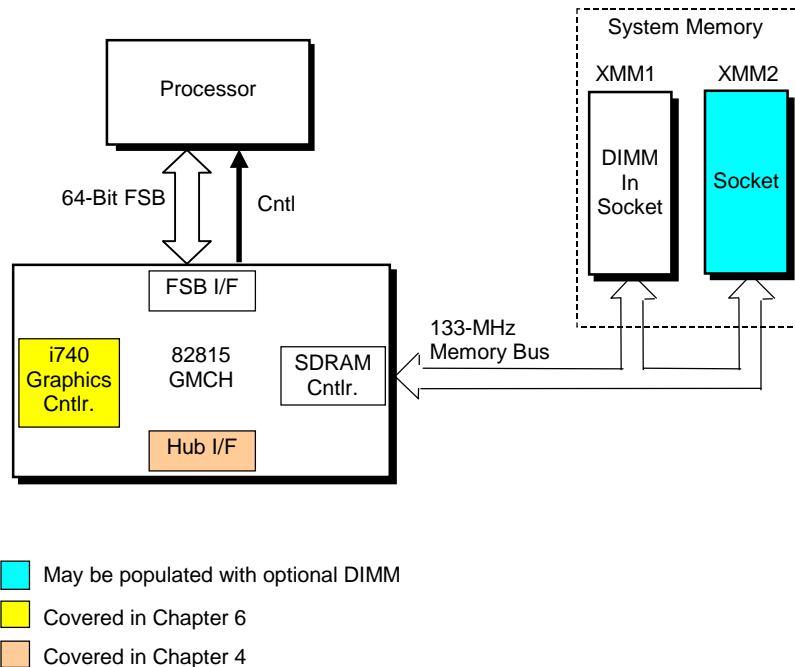 System Memory
Processor
XMM1
XMM2
DIMM
In
Socket
Socket
64-Bit FSB
Cntl
FSB I/F
133-MHz
Memory Bus
i740
Graphics
Cntlr.
82815
GMCH
SDRAM
Cntlr.
Hub I/F
May be populated with optional DIMM
Covered in Chapter 6
Covered in Chapter 4